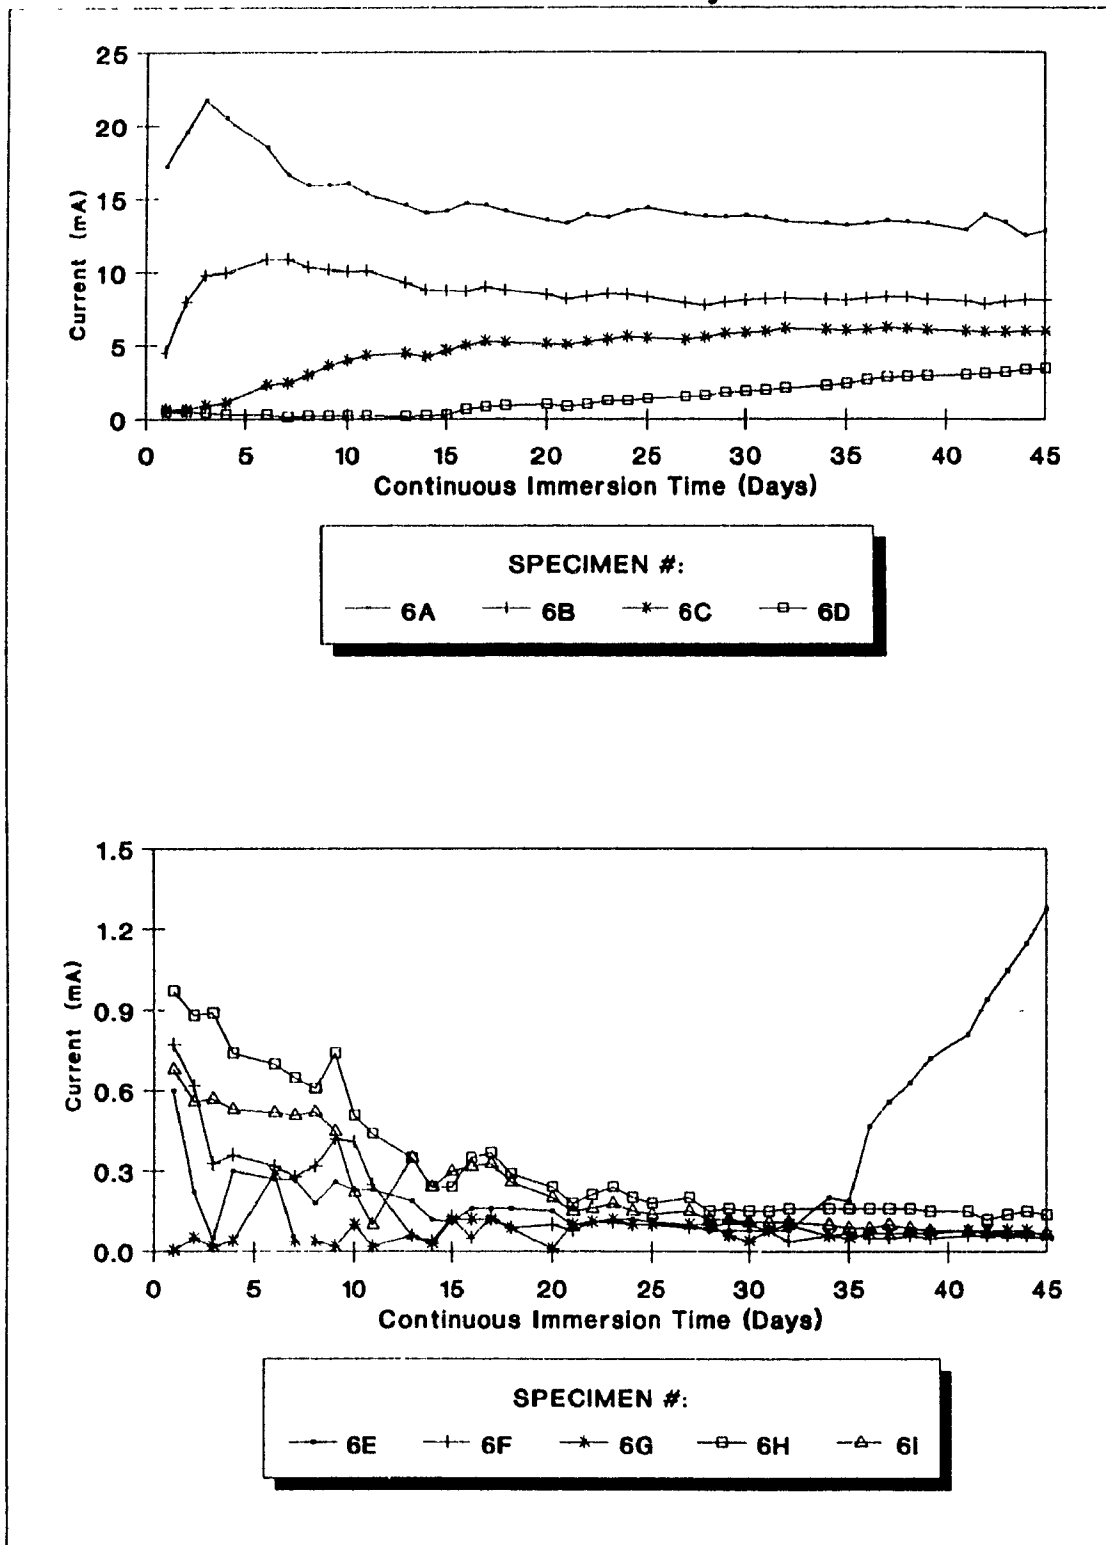 25
20
15
10
5
0
Current (mA)
0 5 10 15 20 25 30 35 40 45
Continuous Immersion Time (Days)
SPECIMEN #:
6A 6B 6C 6D
1.5
1.2
0.9
0.6
0.3
0.0
Current (mA)
0 5 10 15 20 25 30 35 40 45
Continuous Immersion Time (Days)
SPECIMEN #:
6E 6F 6G 6H 6I